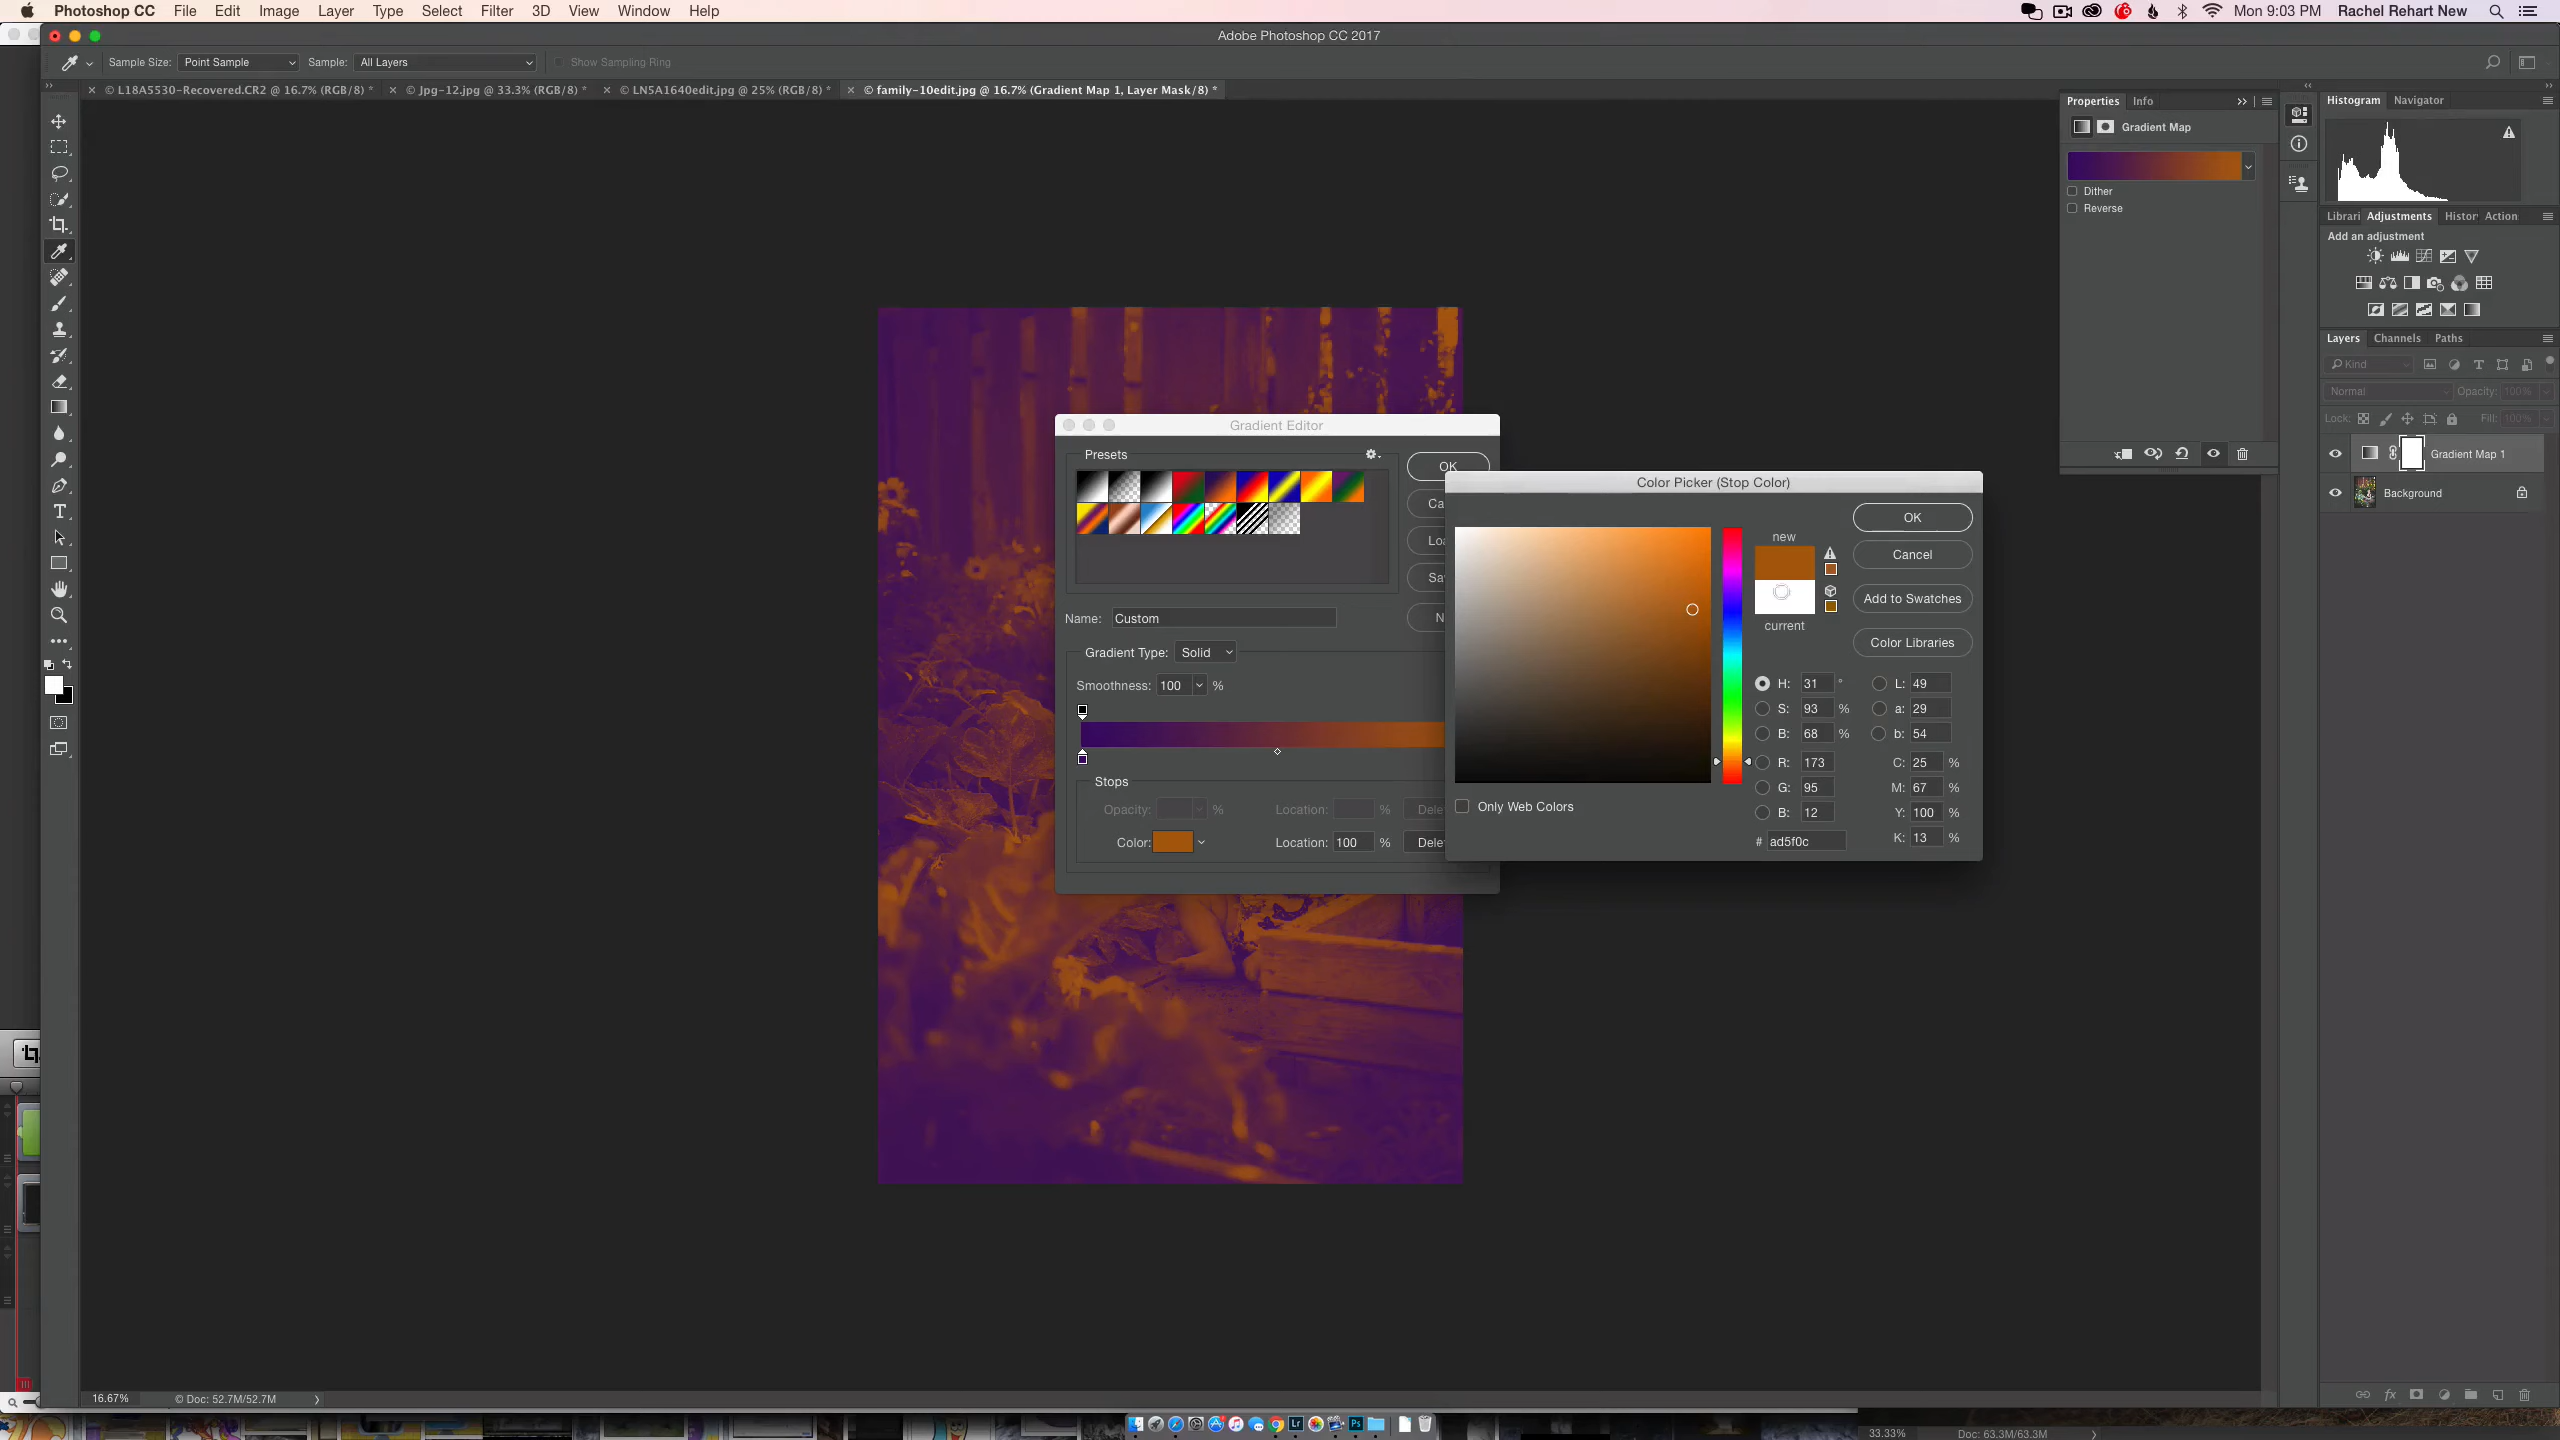 Photoshop CC File Edit Image Layer Type Select Filter 3D View Window Help Mon 9:03 PM Rachel Rehart New
Adobe Photoshop CC 2017
Sample Size: Point Sample Sample: All Layers Show Sampling Ring
© L18A5530-Recovered.CR2 @ 16.7% (RGB/8) * © Jpg-12.jpg @ 33.3% (RGB/8) * © LN5A1640edit.jpg @ 25% (RGB/8) * © family-10edit.jpg @ 16.7% (Gradient Map 1, Layer Mask/8) *
Properties Info
Gradient Map
Dither
Reverse
Histogram Navigator
Librari Adjustments Histor Action
Add an adjustment
Layers Channels Paths
Kind
Normal Opacity: 100%
Lock: Fill: 100%
Gradient Map 1
Background
Gradient Editor
Presets
OK
Ca
Loa
Sav
N
Name: Custom
Gradient Type: Solid
Smoothness: 100 %
Stops
Opacity: % Location: % Delet
Color: Location: 100 % Delet
Color Picker (Stop Color)
new
current
OK
Cancel
Add to Swatches
Color Libraries
H: 31 ° L: 49
S: 93 % a: 29
B: 68 % b: 54
R: 173 C: 25 %
G: 95 M: 67 %
B: 12 Y: 100 %
# ad5f0c K: 13 %
Only Web Colors
16.67% © Doc: 52.7M/52.7M
33.33% Doc: 63.3M/63.3M